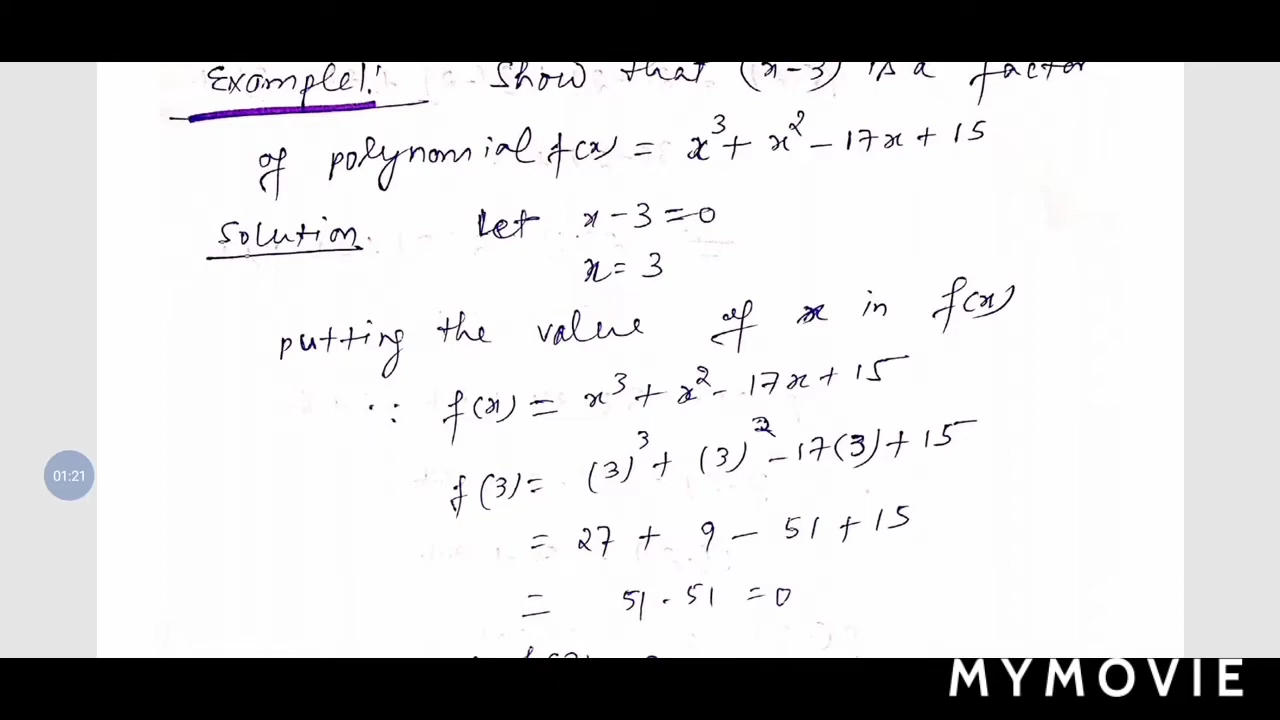 Example1: Show that (x-3) is a factor
of polynomial f(x) = x³ + x² - 17x + 15
Solution. Let x - 3 = 0
x = 3
putting the value of x in f(x)
∵ f(x) = x³ + x² - 17x + 15
f(3) = (3)³ + (3)² - 17(3) + 15
01:21
= 27 + 9 - 51 + 15
= 51 - 51 = 0
MYMOVIE